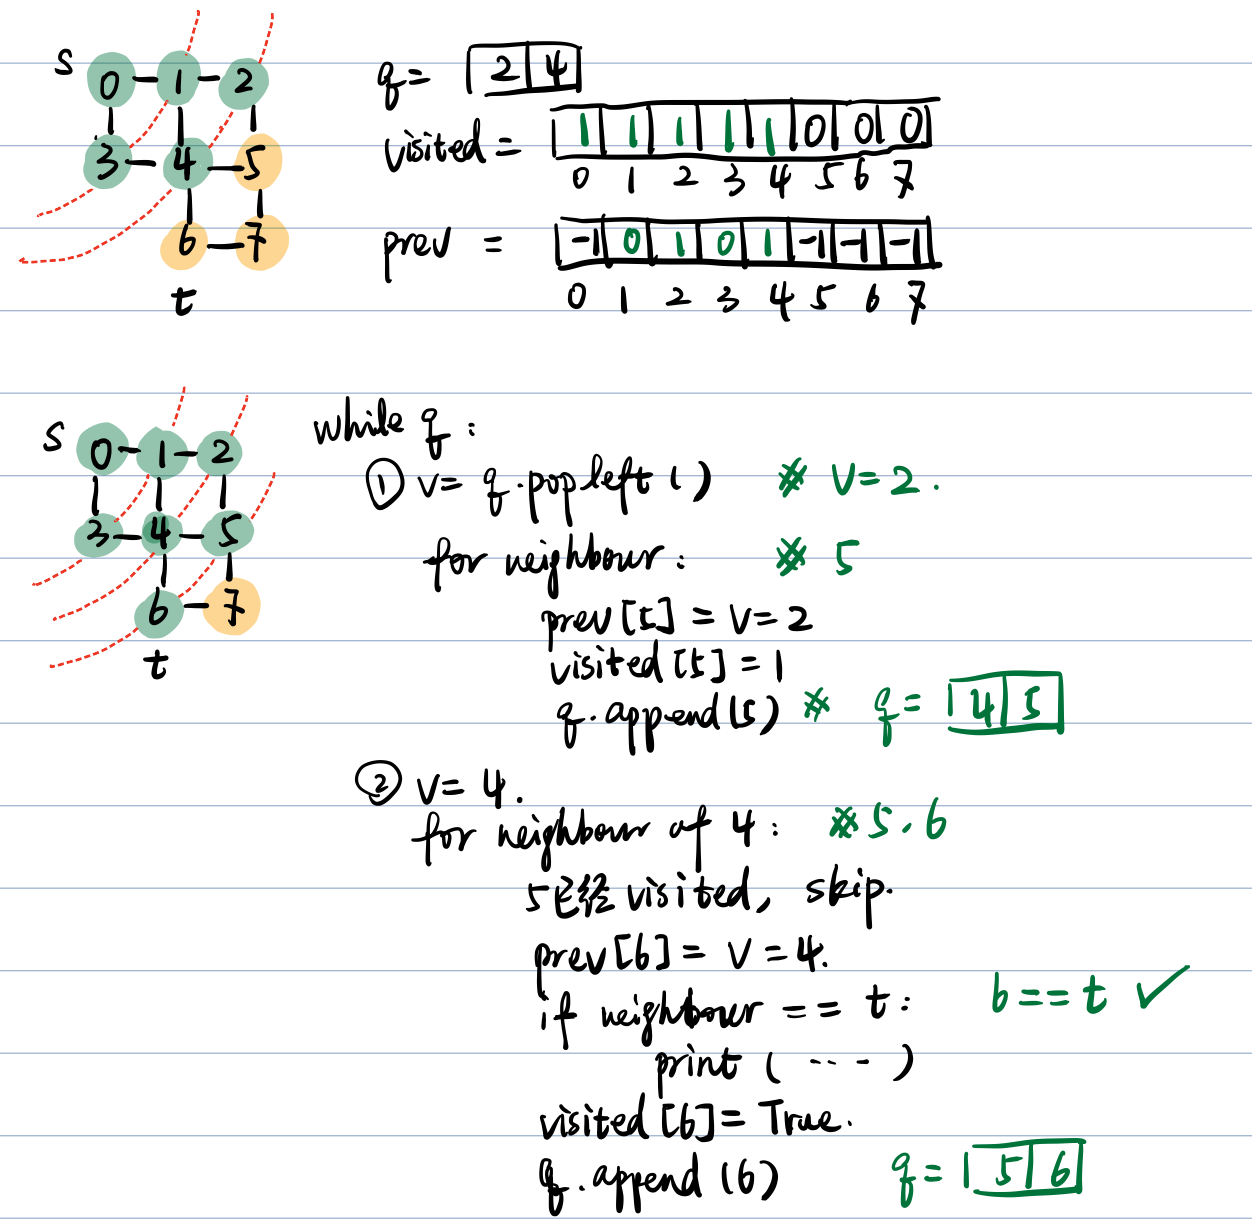 S 0 1 2
3 4 5
6 7
t
q = 2 4
visited = 1 1 1 1 1 0 0 0
0 1 2 3 4 5 6 7
prev = -1 0 1 0 1 -1 -1 -1
0 1 2 3 4 5 6 7
S 0 1 2
3 4 5
6 7
t
while q :
① v = q.popleft ( ) # V=2.
for neighbour : # 5
prev [5] = V = 2
visited [5] = 1
q.append (5) # q = 4 5
② V = 4.
for neighbour of 4 : # 5. 6
5已经 visited, skip.
prev [6] = V = 4.
if neighbour == t : 6 == t ✓
print ( ---- )
visited [6] = True.
q.append (6) q = 5 6